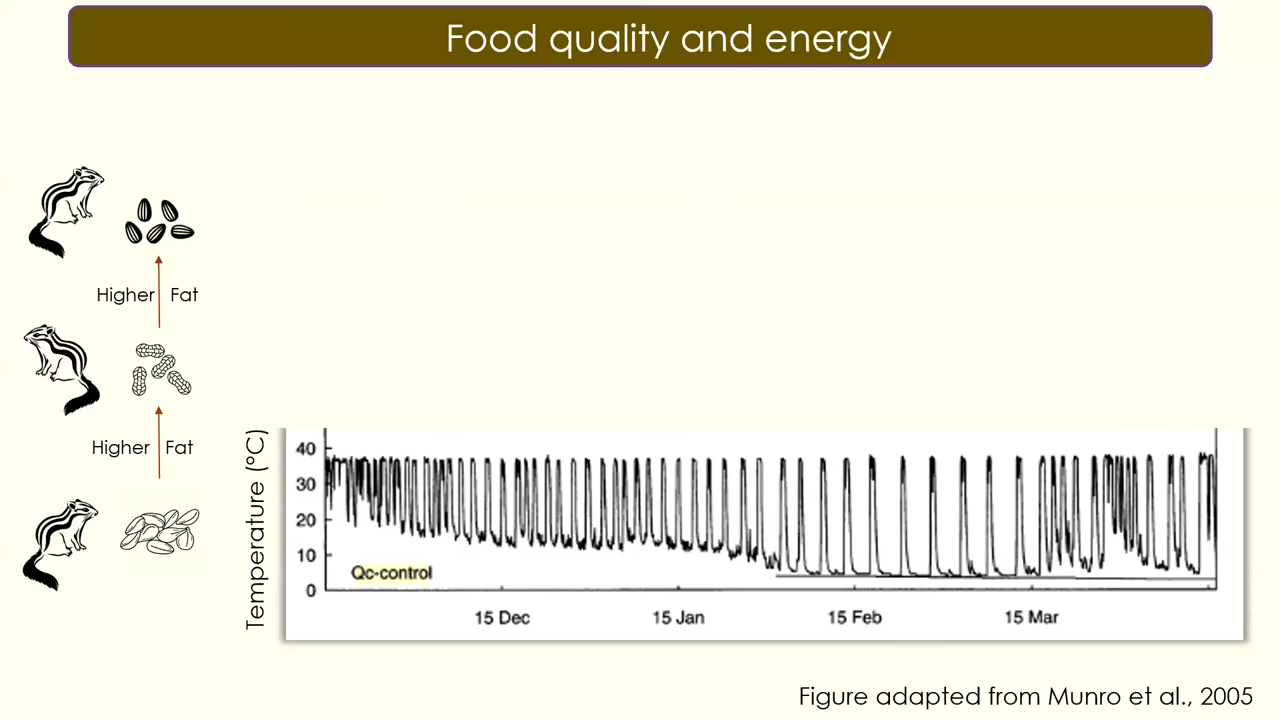 Food quality and energy
Higher Fat
Higher Fat
Temperature (°C)
40
30
20
10
0
Qc-control
15 Dec 15 Jan 15 Feb 15 Mar
Figure adapted from Munro et al., 2005